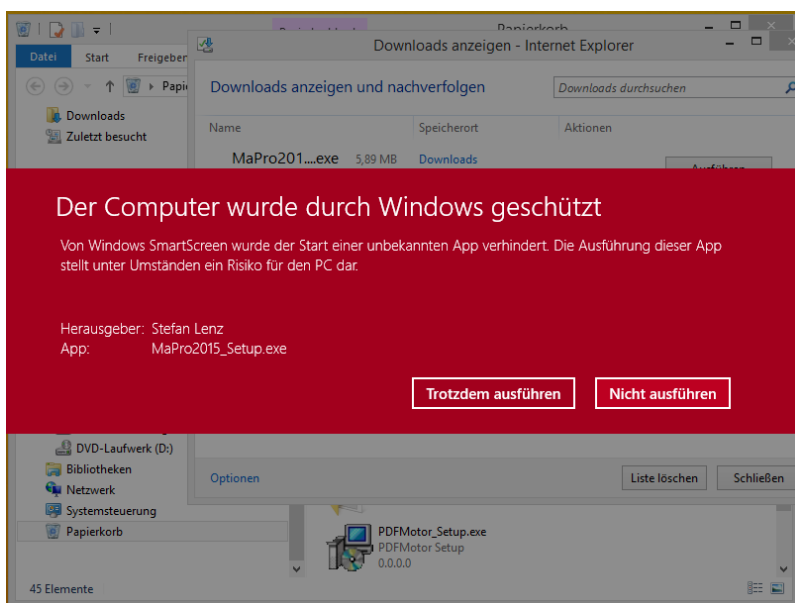 Downloads anzeigen - Internet Explorer
Datei Start Freigeben
Downloads anzeigen und nachverfolgen Downloads durchsuchen
Downloads
Zuletzt besucht
Name Speicherort Aktionen
MaPro201....exe 5,89 MB Downloads
Der Computer wurde durch Windows geschützt
Von Windows SmartScreen wurde der Start einer unbekannten App verhindert. Die Ausführung dieser App
stellt unter Umständen ein Risiko für den PC dar.
Herausgeber: Stefan Lenz
App: MaPro2015_Setup.exe
Trotzdem ausführen Nicht ausführen
DVD-Laufwerk (D:)
Bibliotheken
Netzwerk
Systemsteuerung
Papierkorb
Optionen Liste löschen Schließen
PDFMotor_Setup.exe
PDFMotor Setup
0.0.0.0
45 Elemente